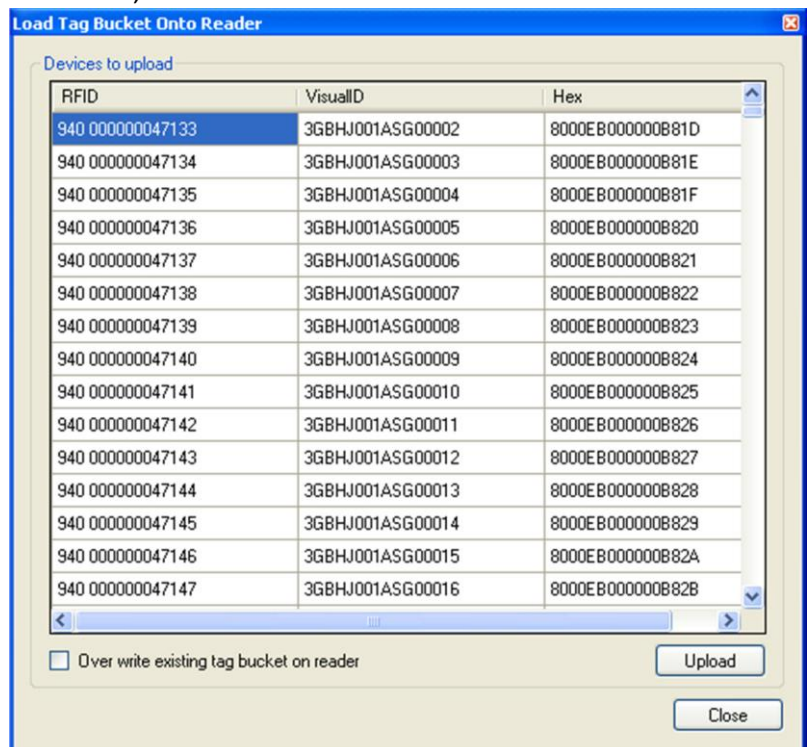 Load Tag Bucket Onto Reader
Devices to upload
RFID VisualID Hex
940 000000047133 3GBHJ001ASG00002 8000EB000000B81D
940 000000047134 3GBHJ001ASG00003 8000EB000000B81E
940 000000047135 3GBHJ001ASG00004 8000EB000000B81F
940 000000047136 3GBHJ001ASG00005 8000EB000000B820
940 000000047137 3GBHJ001ASG00006 8000EB000000B821
940 000000047138 3GBHJ001ASG00007 8000EB000000B822
940 000000047139 3GBHJ001ASG00008 8000EB000000B823
940 000000047140 3GBHJ001ASG00009 8000EB000000B824
940 000000047141 3GBHJ001ASG00010 8000EB000000B825
940 000000047142 3GBHJ001ASG00011 8000EB000000B826
940 000000047143 3GBHJ001ASG00012 8000EB000000B827
940 000000047144 3GBHJ001ASG00013 8000EB000000B828
940 000000047145 3GBHJ001ASG00014 8000EB000000B829
940 000000047146 3GBHJ001ASG00015 8000EB000000B82A
940 000000047147 3GBHJ001ASG00016 8000EB000000B82B
Over write existing tag bucket on reader Upload
Close